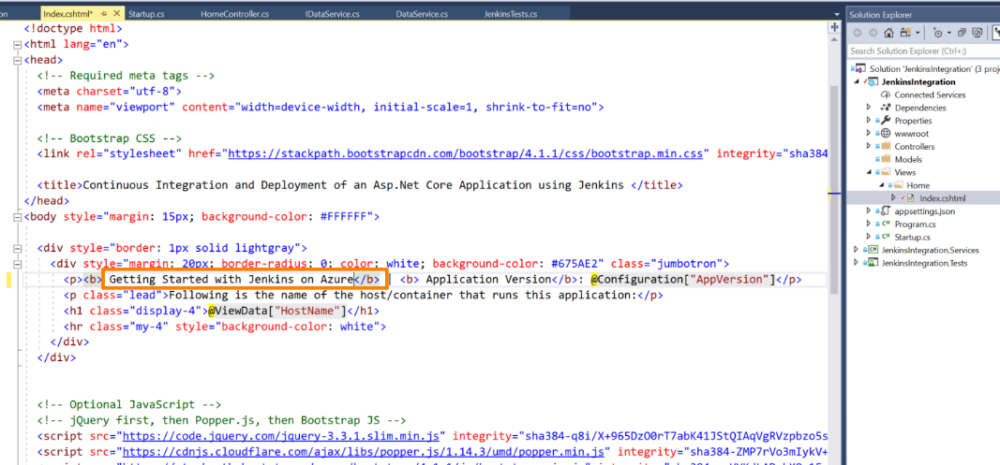 on
Index.cshtml*
Startup.cs
HomeController.cs
IDataService.cs
DataService.cs
JenkinsTests.cs
<!doctype html>
<html lang="en">
<head>
<!-- Required meta tags -->
<meta charset="utf-8">
<meta name="viewport" content="width=device-width, initial-scale=1, shrink-to-fit=no">
<!-- Bootstrap CSS -->
<link rel="stylesheet" href="https://stackpath.bootstrapcdn.com/bootstrap/4.1.1/css/bootstrap.min.css" integrity="sha384
<title>Continuous Integration and Deployment of an Asp.Net Core Application using Jenkins </title>
</head>
<body style="margin: 15px; background-color: #FFFFFF">
<div style="border: 1px solid lightgray">
<div style="margin: 20px; border-radius: 0; color: white; background-color: #675AE2" class="jumbotron">
<p><b> Getting Started with Jenkins on Azure</b> | <b> Application Version</b>: @Configuration["AppVersion"]</p>
<p class="lead">Following is the name of the host/container that runs this application:</p>
<h1 class="display-4">@ViewData["HostName"]</h1>
<hr class="my-4" style="background-color: white">
</div>
</div>
<!-- Optional JavaScript -->
<!-- jQuery first, then Popper.js, then Bootstrap JS -->
<script src="https://code.jquery.com/jquery-3.3.1.slim.min.js" integrity="sha384-q8i/X+965DzO0rT7abK41JStQIAqVgRVzpbzo5s
<script src="https://cdnjs.cloudflare.com/ajax/libs/popper.js/1.14.3/umd/popper.min.js" integrity="sha384-ZMP7rVo3mIykV+
Solution Explorer
Search Solution Explorer (Ctrl+;)
Solution 'JenkinsIntegration' (3 proj
JenkinsIntegration
Connected Services
Dependencies
Properties
wwwroot
Controllers
Models
Views
Home
Index.cshtml
appsettings.json
C# Program.cs
C# Startup.cs
C# JenkinsIntegration.Services
JenkinsIntegration.Tests